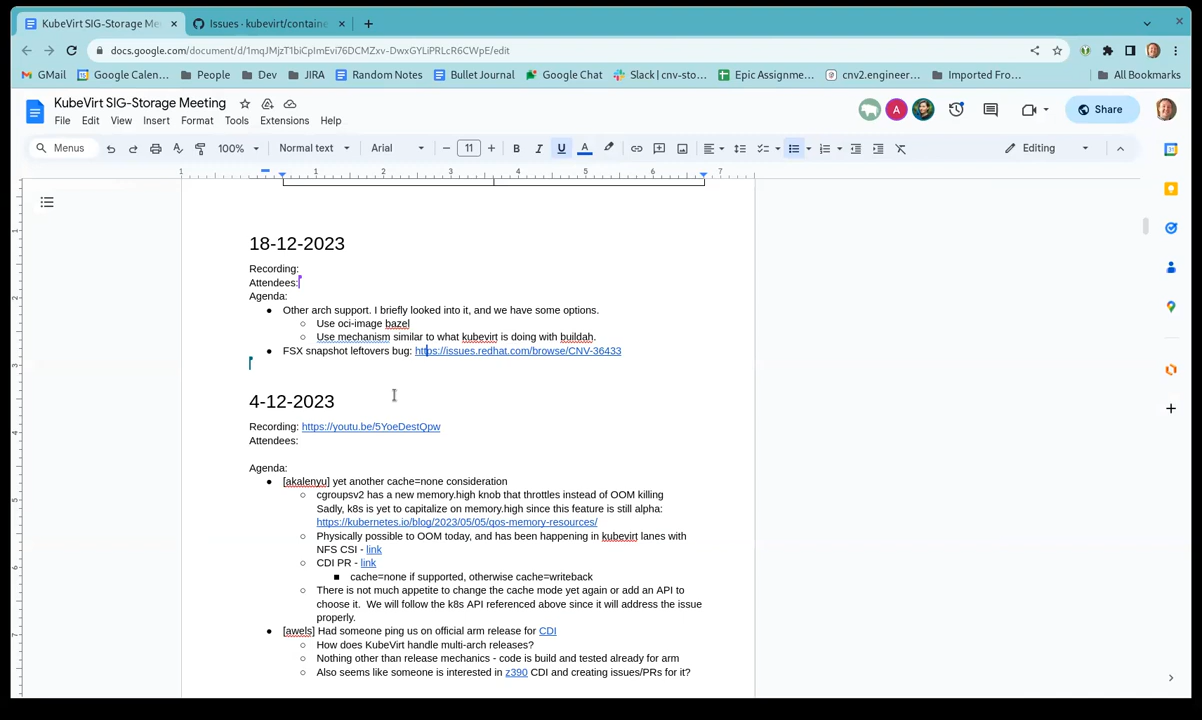 KubeVirt SIG-Storage Me
Issues · kubevirt/containe
docs.google.com/document/d/1mqJMjzT1biCpImEvi76DCMZxv-DwxGYLiPRLcR6CWpE/edit
GMail
Google Calen...
People
Dev
JIRA
Random Notes
Bullet Journal
Google Chat
Slack | cnv-sto...
Epic Assignme...
cnv2.engineer...
Imported Fro...
All Bookmarks
KubeVirt SIG-Storage Meeting
File Edit View Insert Format Tools Extensions Help
A
Share
Menus
100%
Normal text
Arial
11
Editing
1 1 2 3 4 5 6 7
18-12-2023
Recording:
Attendees:
Agenda:
● Other arch support. I briefly looked into it, and we have some options.
○ Use oci-image bazel
○ Use mechanism similar to what kubevirt is doing with buildah.
● FSX snapshot leftovers bug: https://issues.redhat.com/browse/CNV-36433
4-12-2023
Recording: https://youtu.be/5YoeDestQpw
Attendees:
Agenda:
● [akalenyu] yet another cache=none consideration
○ cgroupsv2 has a new memory.high knob that throttles instead of OOM killing
Sadly, k8s is yet to capitalize on memory.high since this feature is still alpha:
https://kubernetes.io/blog/2023/05/05/qos-memory-resources/
○ Physically possible to OOM today, and has been happening in kubevirt lanes with
NFS CSI - link
○ CDI PR - link
■ cache=none if supported, otherwise cache=writeback
○ There is not much appetite to change the cache mode yet again or add an API to
choose it. We will follow the k8s API referenced above since it will address the issue
properly.
● [awels] Had someone ping us on official arm release for CDI
○ How does KubeVirt handle multi-arch releases?
○ Nothing other than release mechanics - code is build and tested already for arm
○ Also seems like someone is interested in z390 CDI and creating issues/PRs for it?